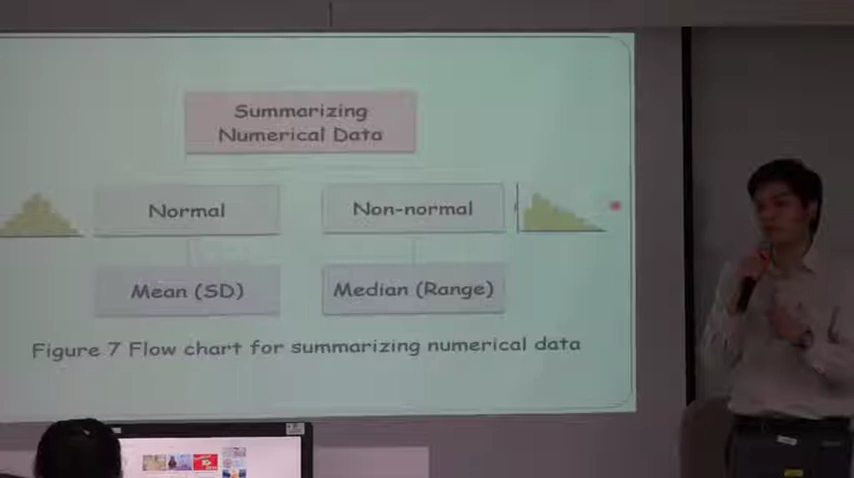 Summarizing
Numerical Data
Normal
Non-normal
Mean (SD)
Median (Range)
Figure 7 Flow chart for summarizing numerical data